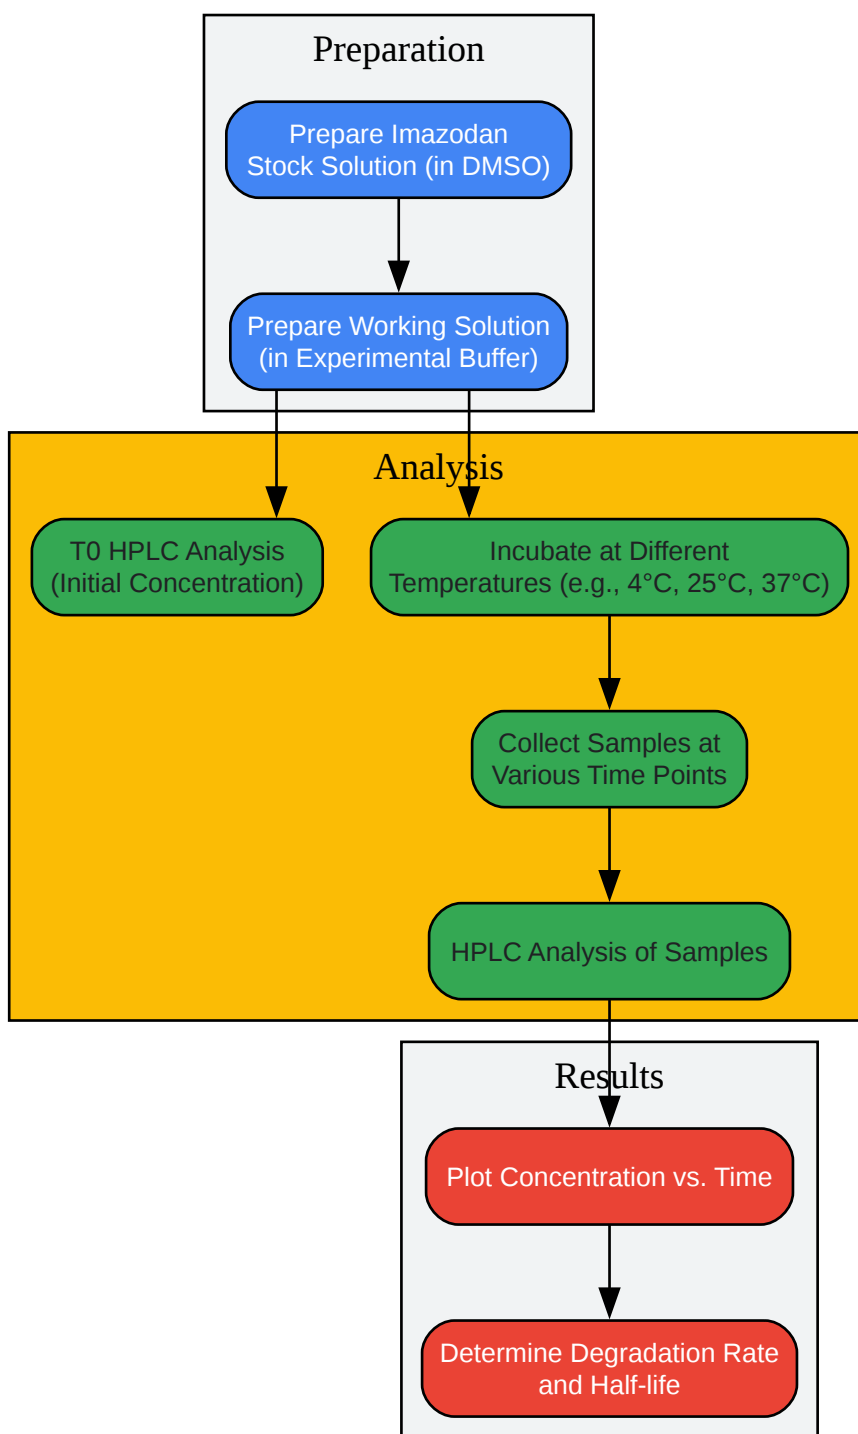 Preparation
Prepare Imazodan
Stock Solution (in DMSO)
Prepare Working Solution
(in Experimental Buffer)
Analysis
T0 HPLC Analysis
(Initial Concentration)
Incubate at Different
Temperatures (e.g., 4°C, 25°C, 37°C)
Collect Samples at
Various Time Points
HPLC Analysis of Samples
Results
Plot Concentration vs. Time
Determine Degradation Rate
and Half-life